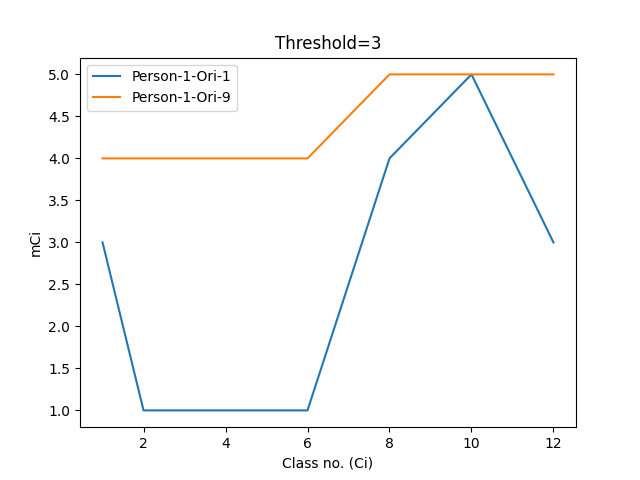 Threshold=3
Person-1-Ori-1
Person-1-Ori-9
mCi
5.0
4.5
4.0
3.5
3.0
2.5
2.0
1.5
1.0
2 4 6 8 10 12
Class no. (Ci)